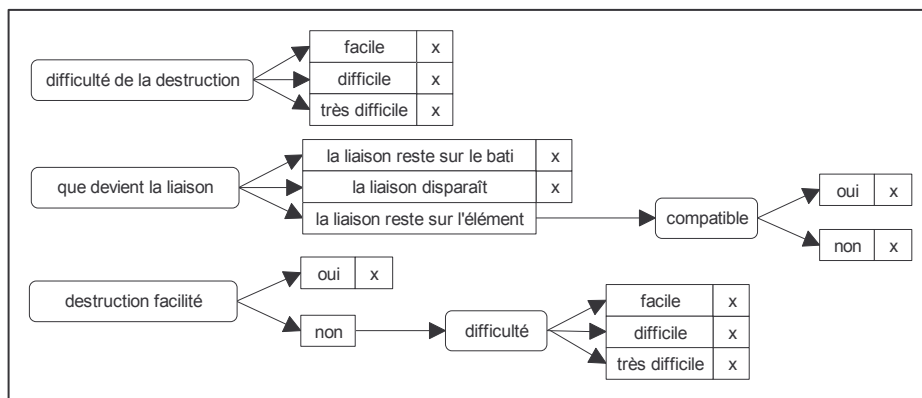 difficulté de la destruction
facile x
difficile x
très difficile x
que devient la liaison
la liaison reste sur le bati x
la liaison disparaît x
la liaison reste sur l'élément
compatible
oui x
non x
destruction facilité
oui x
non
difficulté
facile x
difficile x
très difficile x